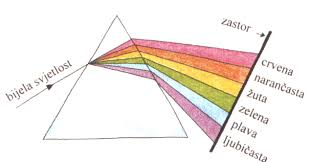 zastor
bijela svjetlost
crvena
narančasta
žuta
zelena
plava
ljubičasta